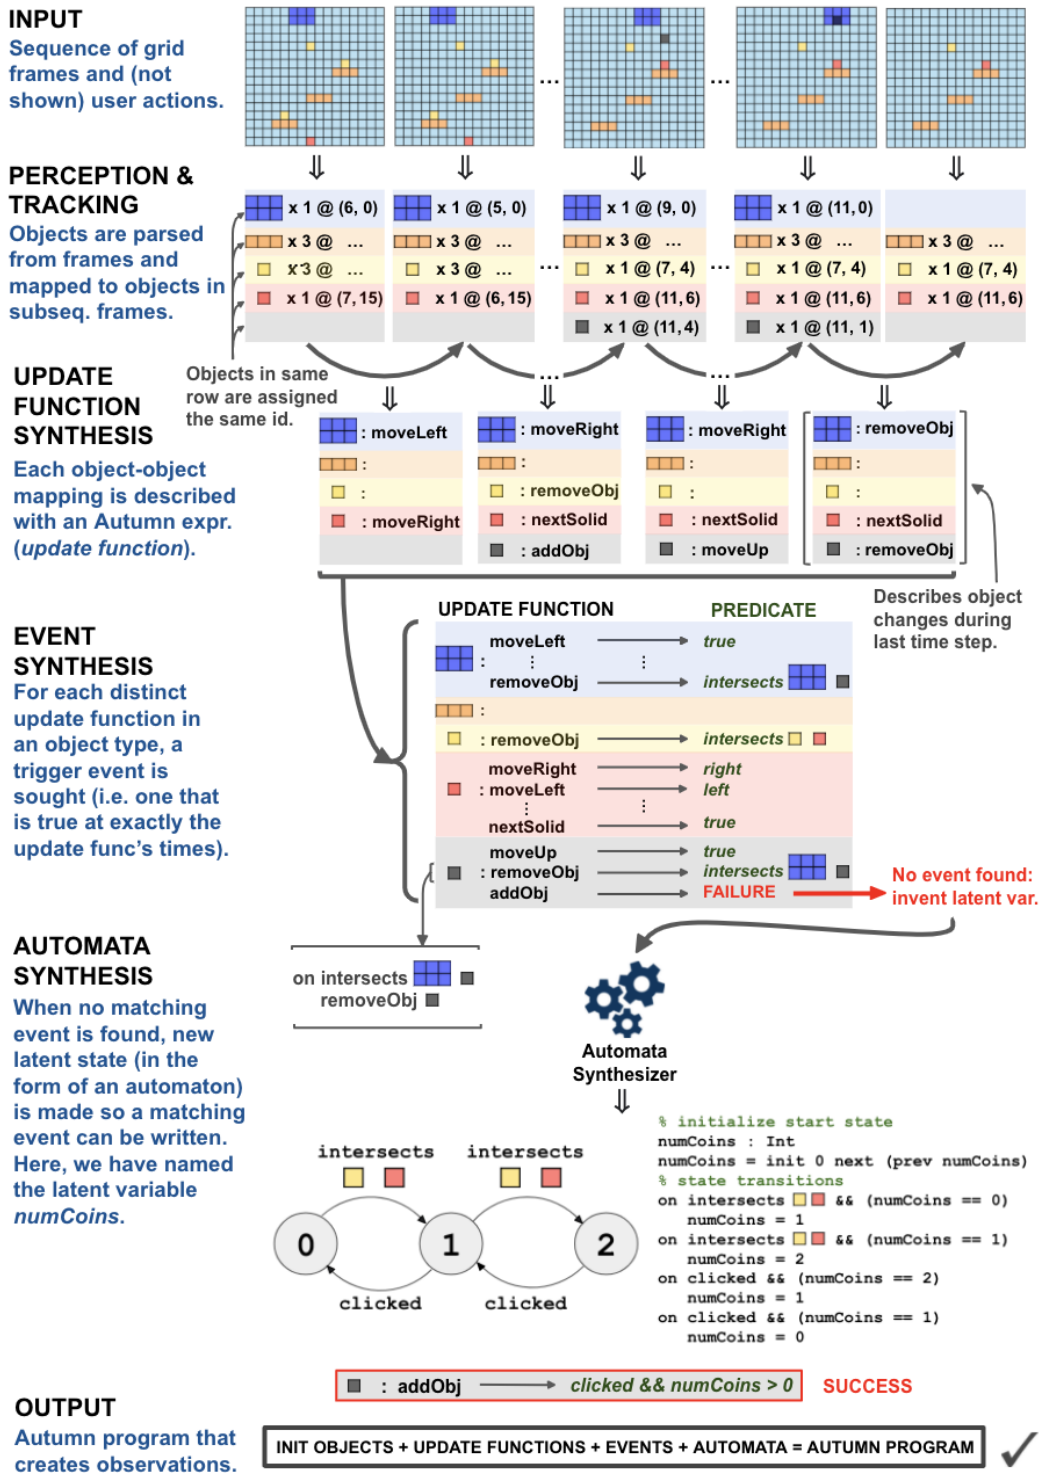 INPUT
Sequence of grid
frames and (not
shown) user actions.
...
...
PERCEPTION &
TRACKING
Objects are parsed
from frames and
mapped to objects in
subseq. frames.
x 1 @ (6, 0)
x 3 @ ...
x 3 @ ...
x 1 @ (7, 15)
x 1 @ (5, 0)
x 3 @ ...
x 3 @ ...
x 1 @ (6, 15)
...
x 1 @ (9, 0)
x 3 @ ...
x 1 @ (7, 4)
x 1 @ (11, 6)
x 1 @ (11, 4)
...
x 1 @ (11, 0)
x 3 @ ...
x 1 @ (7, 4)
x 1 @ (11, 6)
x 1 @ (11, 1)
x 3 @ ...
x 1 @ (7, 4)
x 1 @ (11, 6)
Objects in same
row are assigned
the same id.
...
...
UPDATE
FUNCTION
SYNTHESIS
Each object-object
mapping is described
with an Autumn expr.
(update function).
: moveLeft
:
:
: moveRight
: moveRight
:
: removeObj
: nextSolid
: addObj
: moveRight
:
:
: nextSolid
: moveUp
: removeObj
:
:
: nextSolid
: removeObj
Describes object
changes during
last time step.
EVENT
SYNTHESIS
For each distinct
update function in
an object type, a
trigger event is
sought (i.e. one that
is true at exactly the
update func's times).
UPDATE FUNCTION PREDICATE
moveLeft true
: ⋮ ⋮
removeObj intersects
:
: removeObj intersects
moveRight right
: moveLeft left
⋮ ⋮
nextSolid true
moveUp true
: removeObj intersects
addObj FAILURE
No event found:
invent latent var.
on intersects
removeObj
AUTOMATA
SYNTHESIS
When no matching
event is found, new
latent state (in the
form of an automaton)
is made so a matching
event can be written.
Here, we have named
the latent variable
numCoins.
Automata
Synthesizer
intersects intersects
0 1 2
clicked clicked
% initialize start state
numCoins : Int
numCoins = init 0 next (prev numCoins)
% state transitions
on intersects && (numCoins == 0)
numCoins = 1
on intersects && (numCoins == 1)
numCoins = 2
on clicked && (numCoins == 2)
numCoins = 1
on clicked && (numCoins == 1)
numCoins = 0
: addObj clicked && numCoins > 0 SUCCESS
OUTPUT
Autumn program that
creates observations.
INIT OBJECTS + UPDATE FUNCTIONS + EVENTS + AUTOMATA = AUTUMN PROGRAM